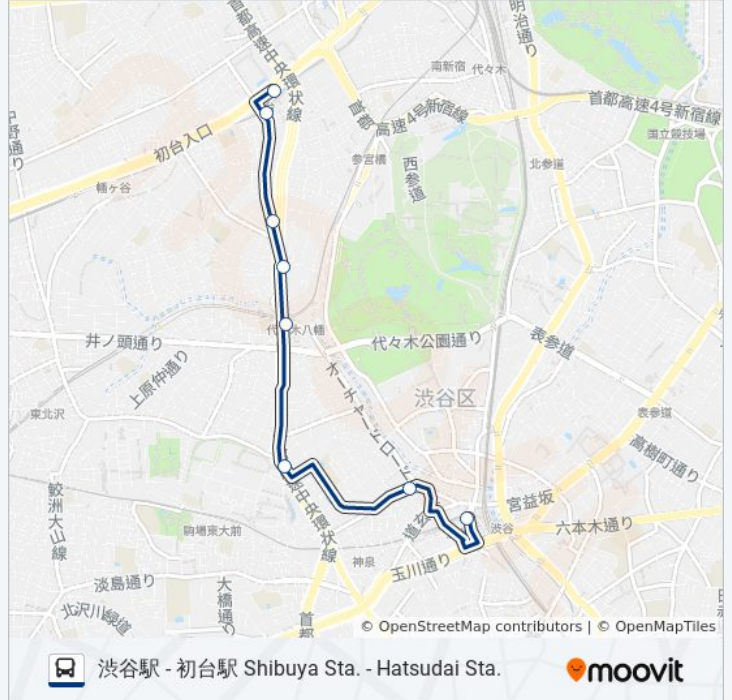 首都高速中央環状線
明治通り
南新宿
代々木
首都高速4号新宿線
首都高速4号新宿線
国立競技場
初台入口
参宮橋
西参道
北参道
幡ヶ谷
代々木八幡
井ノ頭通り
代々木公園通り
表参道
上原仲通り
オーチャードロード
渋谷区
東北沢
表参道
高樹町通り
鮫洲大山線
駒場東大前
宮益坂
渋谷
六本木通り
神泉
玉川通り
淡島通り
大橋通り
北沢川緑道
首都
© OpenStreetMap contributors | © OpenMapTiles
渋谷駅 - 初台駅 Shibuya Sta. - Hatsudai Sta.
moovit